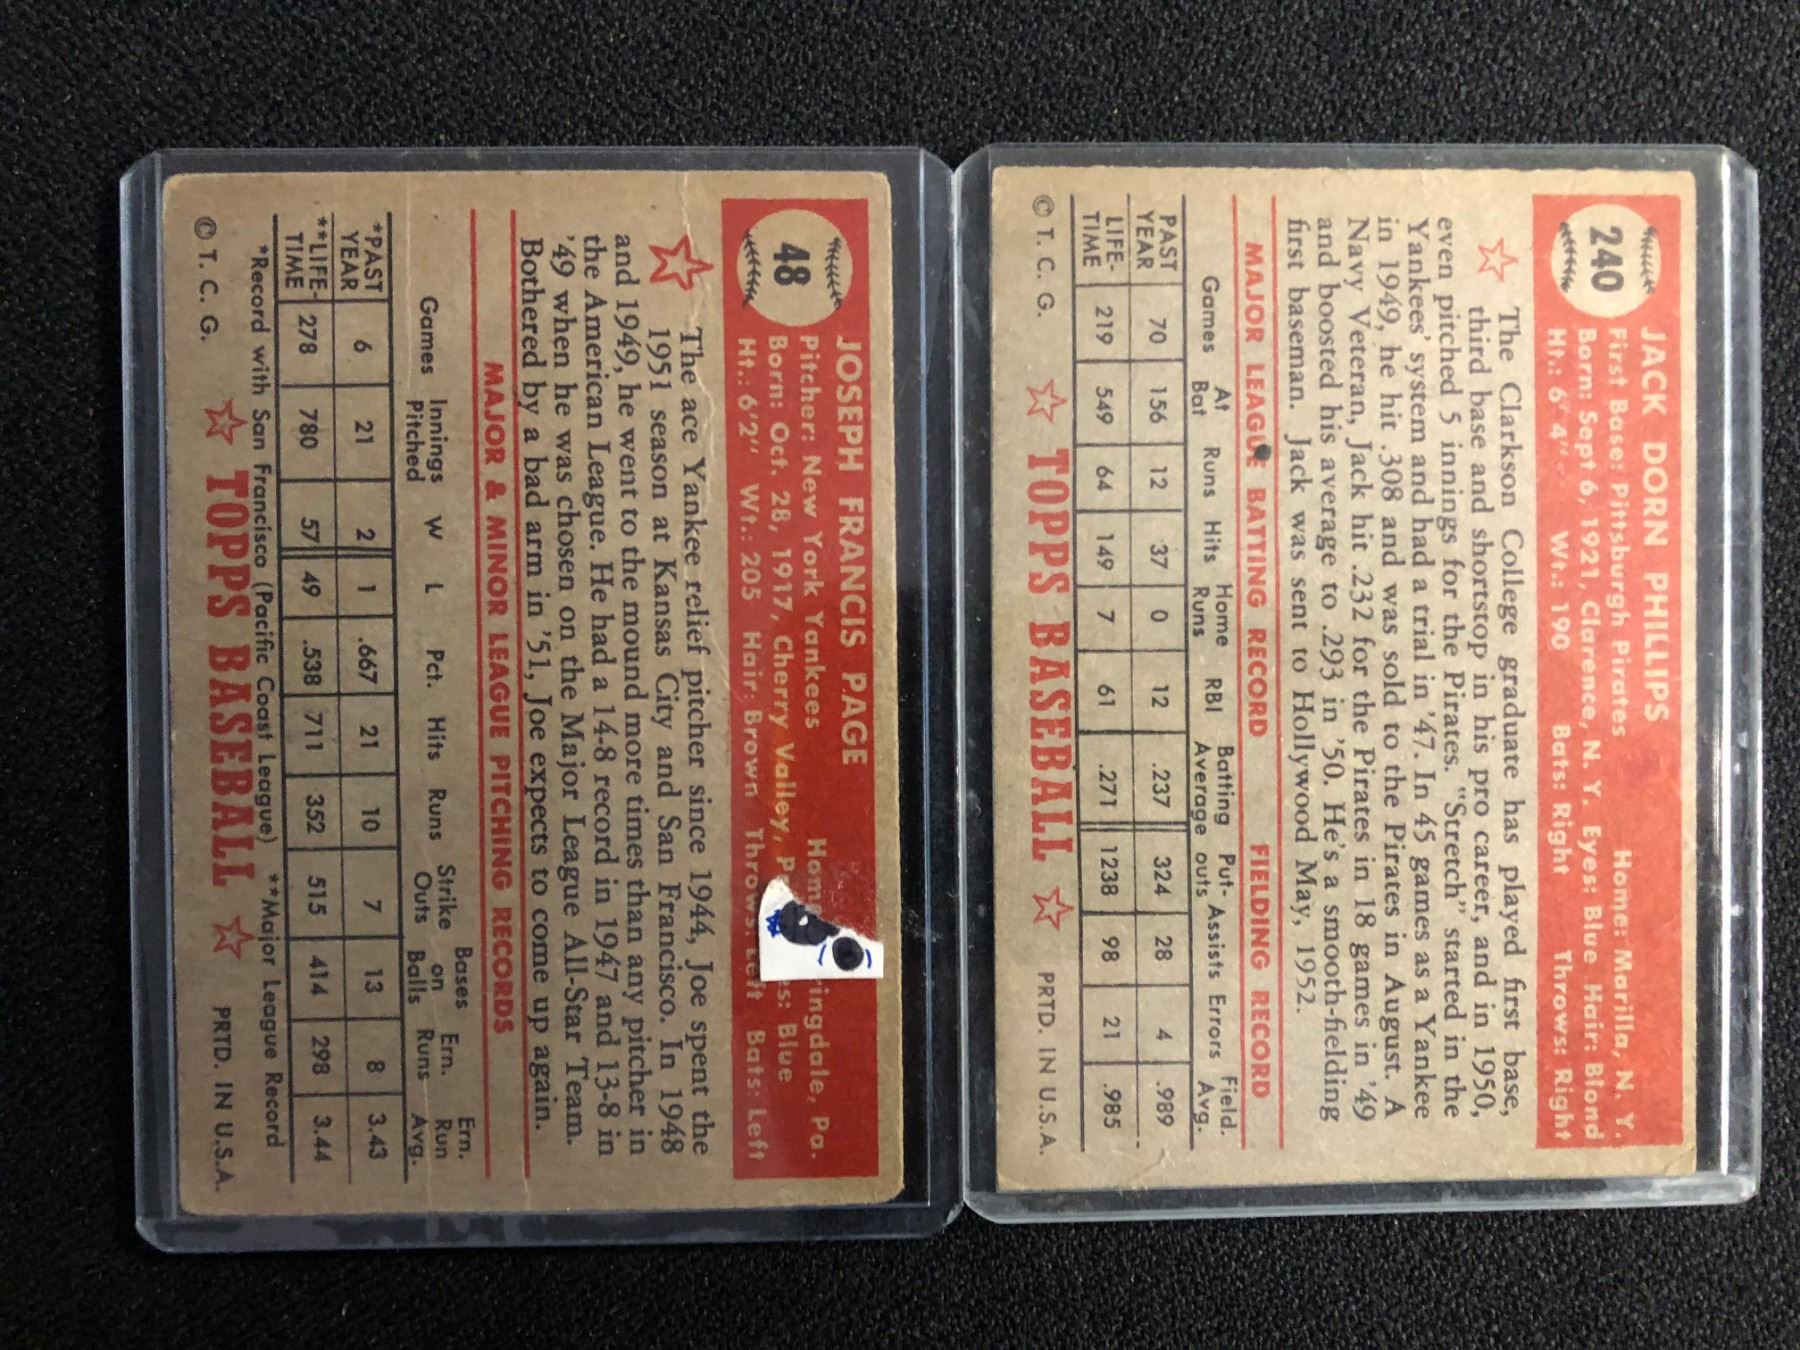 240
JACK DORN PHILLIPS
First Base: Pittsburgh Pirates Home: Marilla, N. Y.
Born: Sept 6, 1921, Clarence, N. Y. Eyes: Blue Hair: Blond
Ht.: 6' 4" Wt.: 190 Bats: Right Throws: Right
The Clarkson College graduate has played first base,
third base and shortstop in his pro career, and in 1950,
even pitched 5 innings for the Pirates. "Stretch" started in the
Yankees' system and had a trial in '47. In 45 games as a Yankee
in 1949, he hit .308 and was sold to the Pirates in August. A
Navy Veteran, Jack hit .232 for the Pirates in 18 games in '49
and boosted his average to .293 in '50. He's a smooth-fielding
first baseman. Jack was sent to Hollywood May, 1952.
MAJOR LEAGUE BATTING RECORD FIELDING RECORD
Games At Bat Runs Hits Home Runs RBI Batting Average Put-outs Assists Errors Field. Avg.
PAST YEAR 70 156 12 37 0 12 .237 324 28 4 .989
LIFE-TIME 219 549 64 149 7 61 .271 1238 98 21 .985
© T. C. G. TOPPS BASEBALL PRTD. IN U.S.A.
48
JOSEPH FRANCIS PAGE
Pitcher: New York Yankees ringdale, Pa.
Born: Oct. 28, 1917, Cherry Valley, Blue
Ht.: 6'2" Wt.: 205 Hair: Brown Throws: Left Bats: Left
The ace Yankee relief pitcher since 1944, Joe spent the
1951 season at Kansas City and San Francisco. In 1948
and 1949, he went to the mound more times than any pitcher in
the American League. He had a 14-8 record in 1947 and 13-8 in
'49 when he was chosen on the Major League All-Star Team.
Bothered by a bad arm in '51, Joe expects to come up again.
MAJOR & MINOR LEAGUE PITCHING RECORDS
Games Innings Pitched W L Pct. Hits Runs Strike Outs Bases on Balls Ern. Runs Ern. Run Avg.
*PAST YEAR 6 21 2 1 .667 21 10 7 13 8 3.43
**LIFE-TIME 278 780 57 49 .538 711 352 515 414 298 3.44
*Record with San Francisco (Pacific Coast League) **Major League Record
© T. C. G. TOPPS BASEBALL PRTD. IN U.S.A.